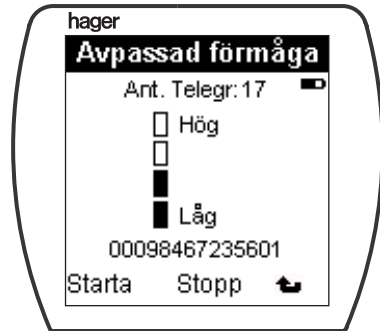 hager
Avpassad förmåga
Ant. Telegr: 17
Hög
Låg
00098467235601
Starta Stopp